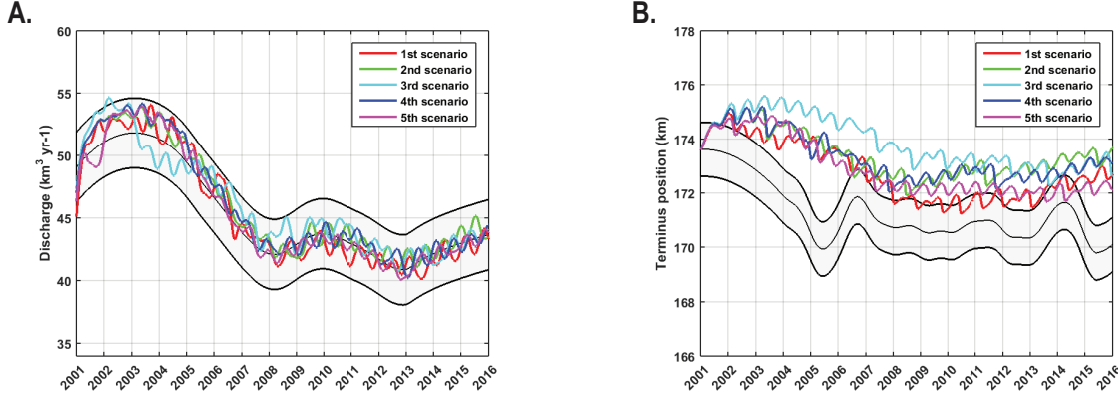 A.
60
55
50
45
40
35
Discharge (km3 yr-1)
2001 2002 2003 2004 2005 2006 2007 2008 2009 2010 2011 2012 2013 2014 2015 2016
1st scenario
2nd scenario
3rd scenario
4th scenario
5th scenario
B.
178
176
174
172
170
168
166
Terminus position (km)
2001 2002 2003 2004 2005 2006 2007 2008 2009 2010 2011 2012 2013 2014 2015 2016
1st scenario
2nd scenario
3rd scenario
4th scenario
5th scenario